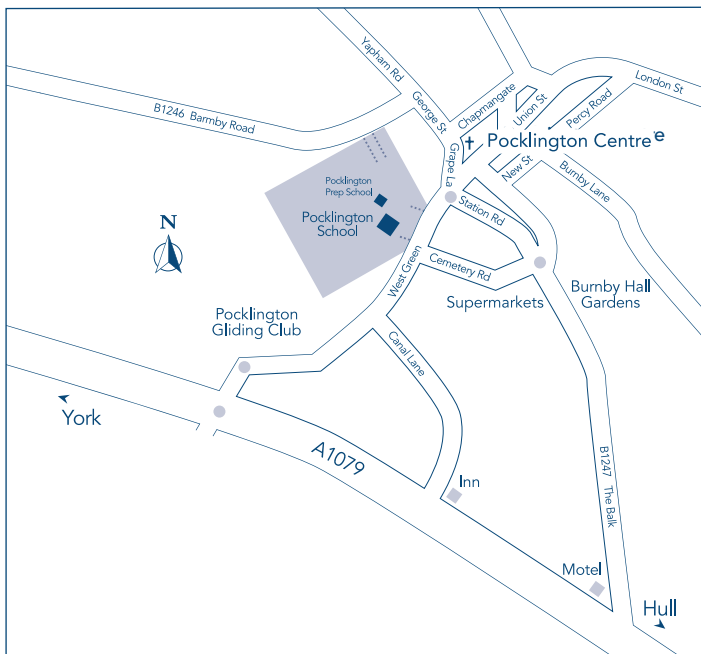 Yapham Rd
George St
Chapmangate
Union St
Percy Road
London St
B1246 Barnby Road
Pocklington Centre'e
Grape La
New St
Burnby Lane
Pocklington
Prep School
Pocklington
School
Station Rd
N
West Green
Cemetery Rd
Supermarkets
Burnby Hall
Gardens
Pocklington
Gliding Club
Canal Lane
York
A1079
B1247 The Balk
Inn
Motel
Hull